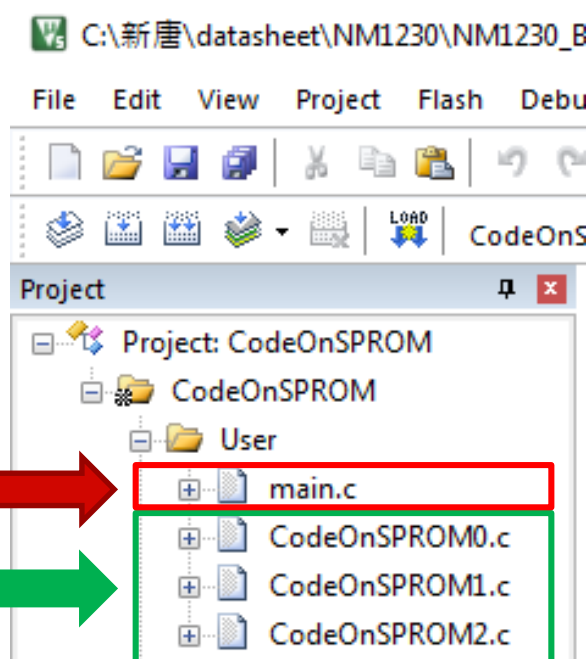 C:\新唐\datasheet\NM1230\NM1230_B
File Edit View Project Flash Debu
LOAD CodeOnS
Project
Project: CodeOnSPROM
CodeOnSPROM
User
main.c
CodeOnSPROM0.c
CodeOnSPROM1.c
CodeOnSPROM2.c